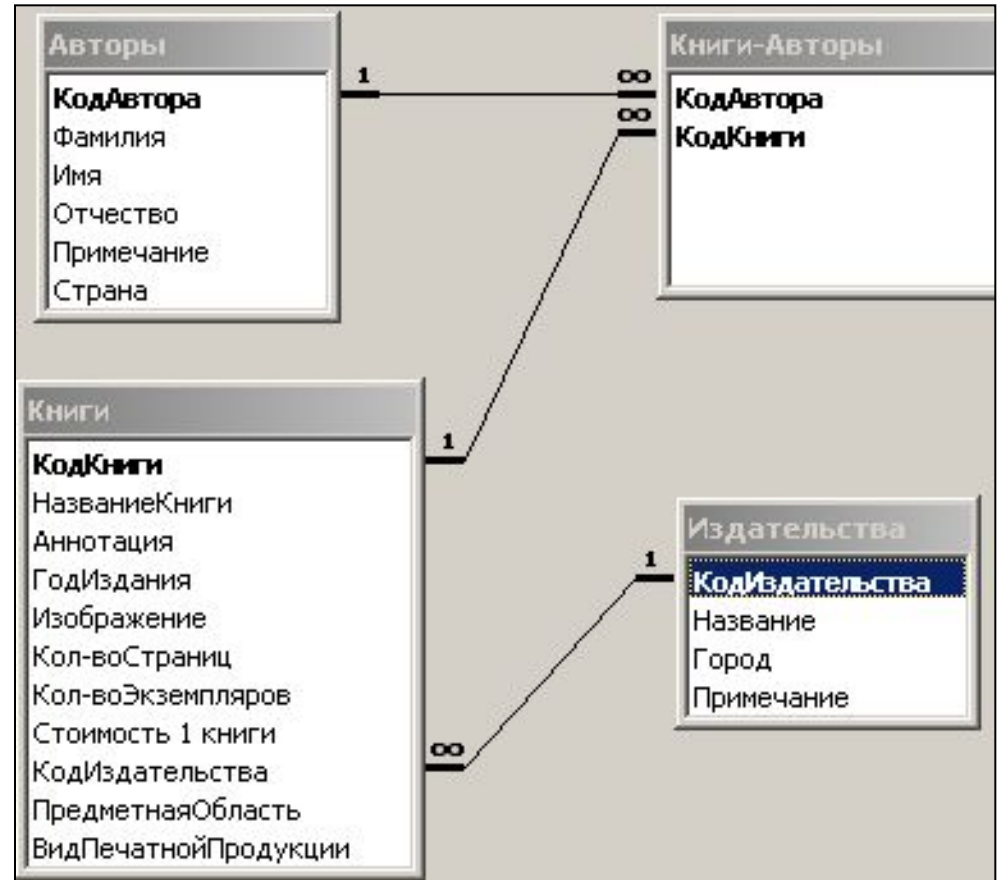 Авторы
КодАвтора
Фамилия
Имя
Отчество
Примечание
Страна
1
∞
∞
Книги-Авторы
КодАвтора
КодКниги
Книги
КодКниги
НазваниеКниги
Аннотация
ГодИздания
Изображение
Кол-воСтраниц
Кол-воЭкземпляров
Стоимость 1 книги
КодИздательства
ПредметнаяОбласть
ВидПечатнойПродукции
1
∞
1
Издательства
КодИздательства
Название
Город
Примечание